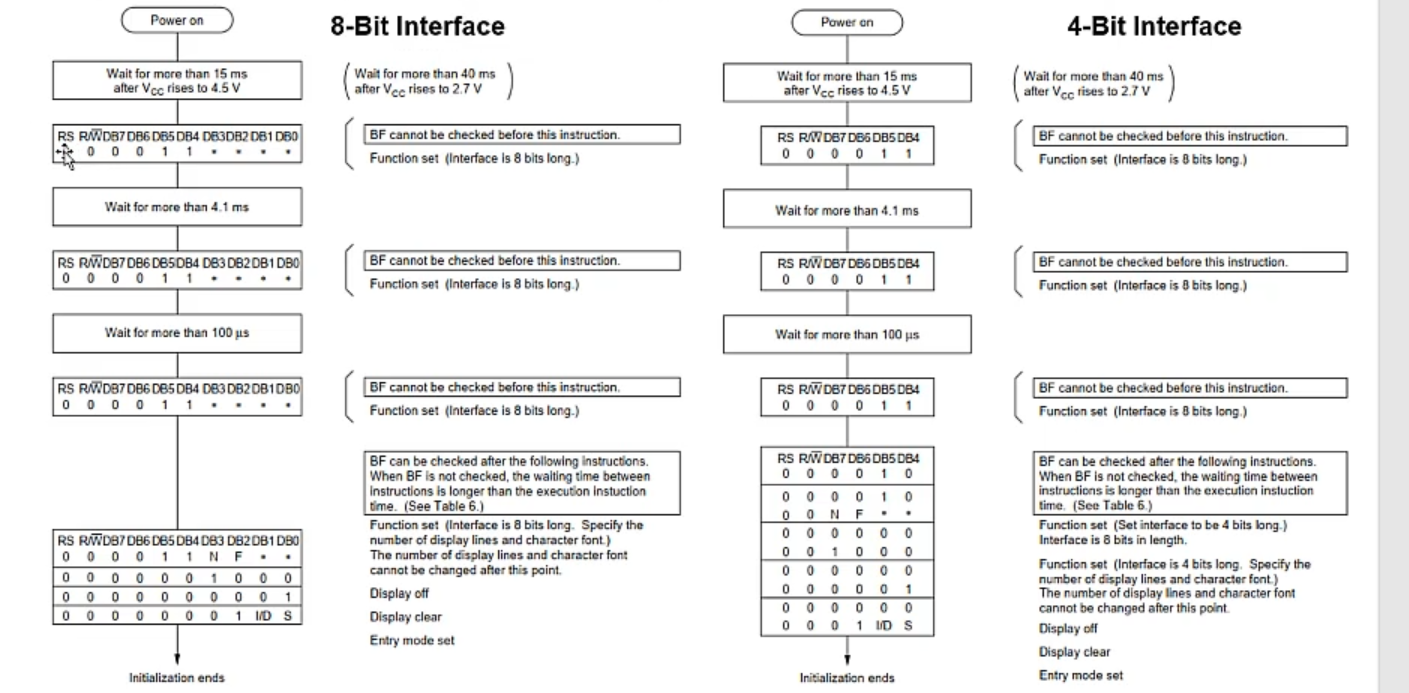 8-Bit Interface
Power on
Wait for more than 15 ms
after VCC rises to 4.5 V
Wait for more than 40 ms
after VCC rises to 2.7 V
RS R/W DB7 DB6 DB5 DB4 DB3 DB2 DB1 DB0
0 0 0 1 1 * * * *
BF cannot be checked before this instruction.
Function set (Interface is 8 bits long.)
Wait for more than 4.1 ms
RS R/W DB7 DB6 DB5 DB4 DB3 DB2 DB1 DB0
0 0 0 0 1 1 * * * *
BF cannot be checked before this instruction.
Function set (Interface is 8 bits long.)
Wait for more than 100 µs
RS R/W DB7 DB6 DB5 DB4 DB3 DB2 DB1 DB0
0 0 0 0 1 1 * * * *
BF cannot be checked before this instruction.
Function set (Interface is 8 bits long.)
BF can be checked after the following instructions.
When BF is not checked, the waiting time between
instructions is longer than the execution instuction
time. (See Table 6.)
RS R/W DB7 DB6 DB5 DB4 DB3 DB2 DB1 DB0
0 0 0 0 1 1 N F * *
0 0 0 0 0 0 1 0 0 0
0 0 0 0 0 0 0 0 0 1
0 0 0 0 0 0 0 1 I/D S
Function set (Interface is 8 bits long. Specify the
number of display lines and character font.)
The number of display lines and character font
cannot be changed after this point.
Display off
Display clear
Entry mode set
Initialization ends
4-Bit Interface
Power on
Wait for more than 15 ms
after VCC rises to 4.5 V
Wait for more than 40 ms
after VCC rises to 2.7 V
RS R/W DB7 DB6 DB5 DB4
0 0 0 0 1 1
BF cannot be checked before this instruction.
Function set (Interface is 8 bits long.)
Wait for more than 4.1 ms
RS R/W DB7 DB6 DB5 DB4
0 0 0 0 1 1
BF cannot be checked before this instruction.
Function set (Interface is 8 bits long.)
Wait for more than 100 µs
RS R/W DB7 DB6 DB5 DB4
0 0 0 0 1 1
BF cannot be checked before this instruction.
Function set (Interface is 8 bits long.)
BF can be checked after the following instructions.
When BF is not checked, the waiting time between
instructions is longer than the execution instuction
time. (See Table 6.)
RS R/W DB7 DB6 DB5 DB4
0 0 0 0 1 0
0 0 0 0 1 0
0 0 N F * *
0 0 0 0 0 0
0 0 1 0 0 0
0 0 0 0 0 0
0 0 0 0 0 1
0 0 0 0 0 0
0 0 0 1 I/D S
Function set (Set interface to be 4 bits long.)
Interface is 8 bits in length.
Function set (Interface is 4 bits long. Specify the
number of display lines and character font.)
The number of display lines and character font
cannot be changed after this point.
Display off
Display clear
Entry mode set
Initialization ends